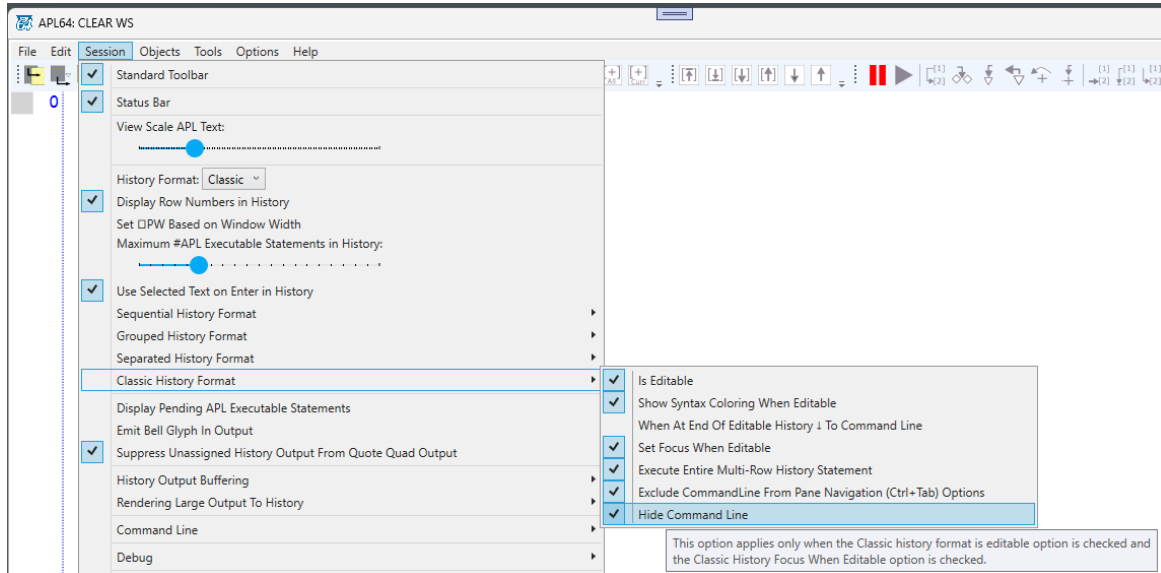 APL64: CLEAR WS
File Edit Session Objects Tools Options Help
Standard Toolbar
0
Status Bar
View Scale APL Text:
History Format: Classic
Display Row Numbers in History
Set ⎕PW Based on Window Width
Maximum #APL Executable Statements in History:
Use Selected Text on Enter in History
Sequential History Format
Grouped History Format
Separated History Format
Classic History Format
Is Editable
Show Syntax Coloring When Editable
When At End Of Editable History ↓ To Command Line
Set Focus When Editable
Execute Entire Multi-Row History Statement
Exclude CommandLine From Pane Navigation (Ctrl+Tab) Options
Hide Command Line
This option applies only when the Classic history format is editable option is checked and
the Classic History Focus When Editable option is checked.
Display Pending APL Executable Statements
Emit Bell Glyph In Output
Suppress Unassigned History Output From Quote Quad Output
History Output Buffering
Rendering Large Output To History
Command Line
Debug